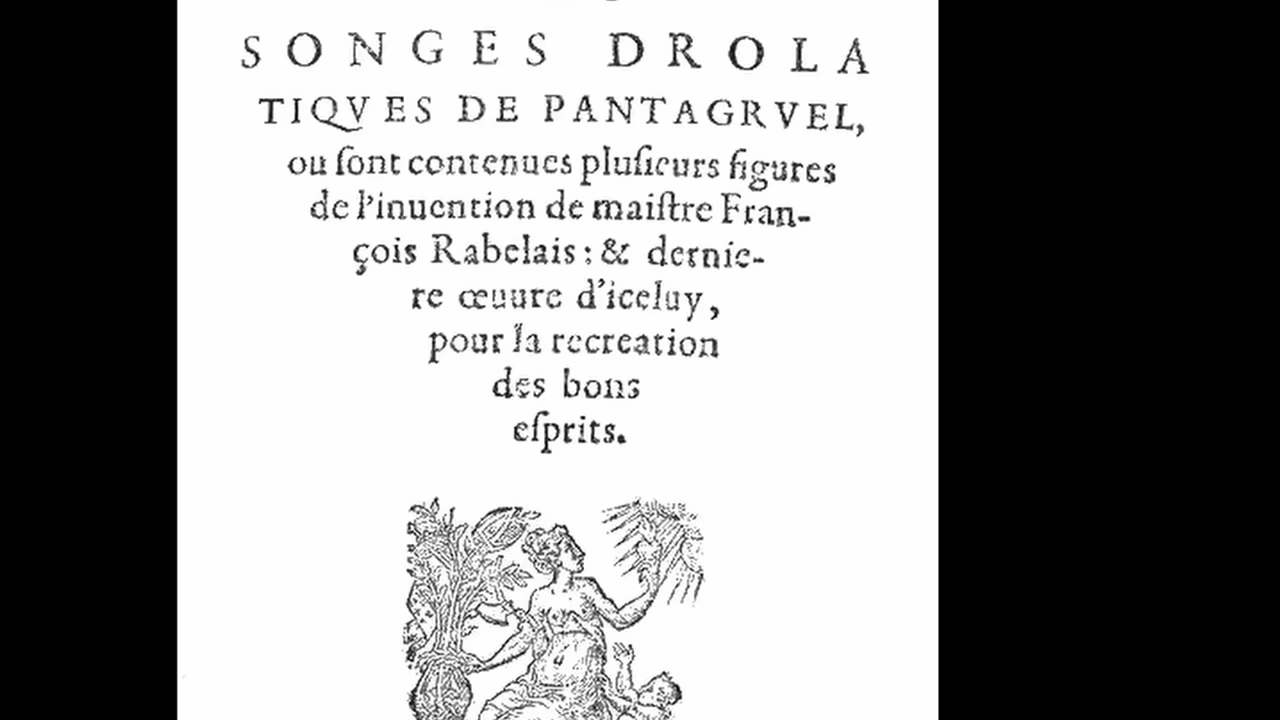 SONGES DROLA
TIQVES DE PANTAGRVEL,
ou ſont contenues pluſieurs figures
de l'inuention de maiſtre Fran-
çois Rabelais : & dernie-
re œuure d'iceluy,
pour la recreation
des bons
eſprits.